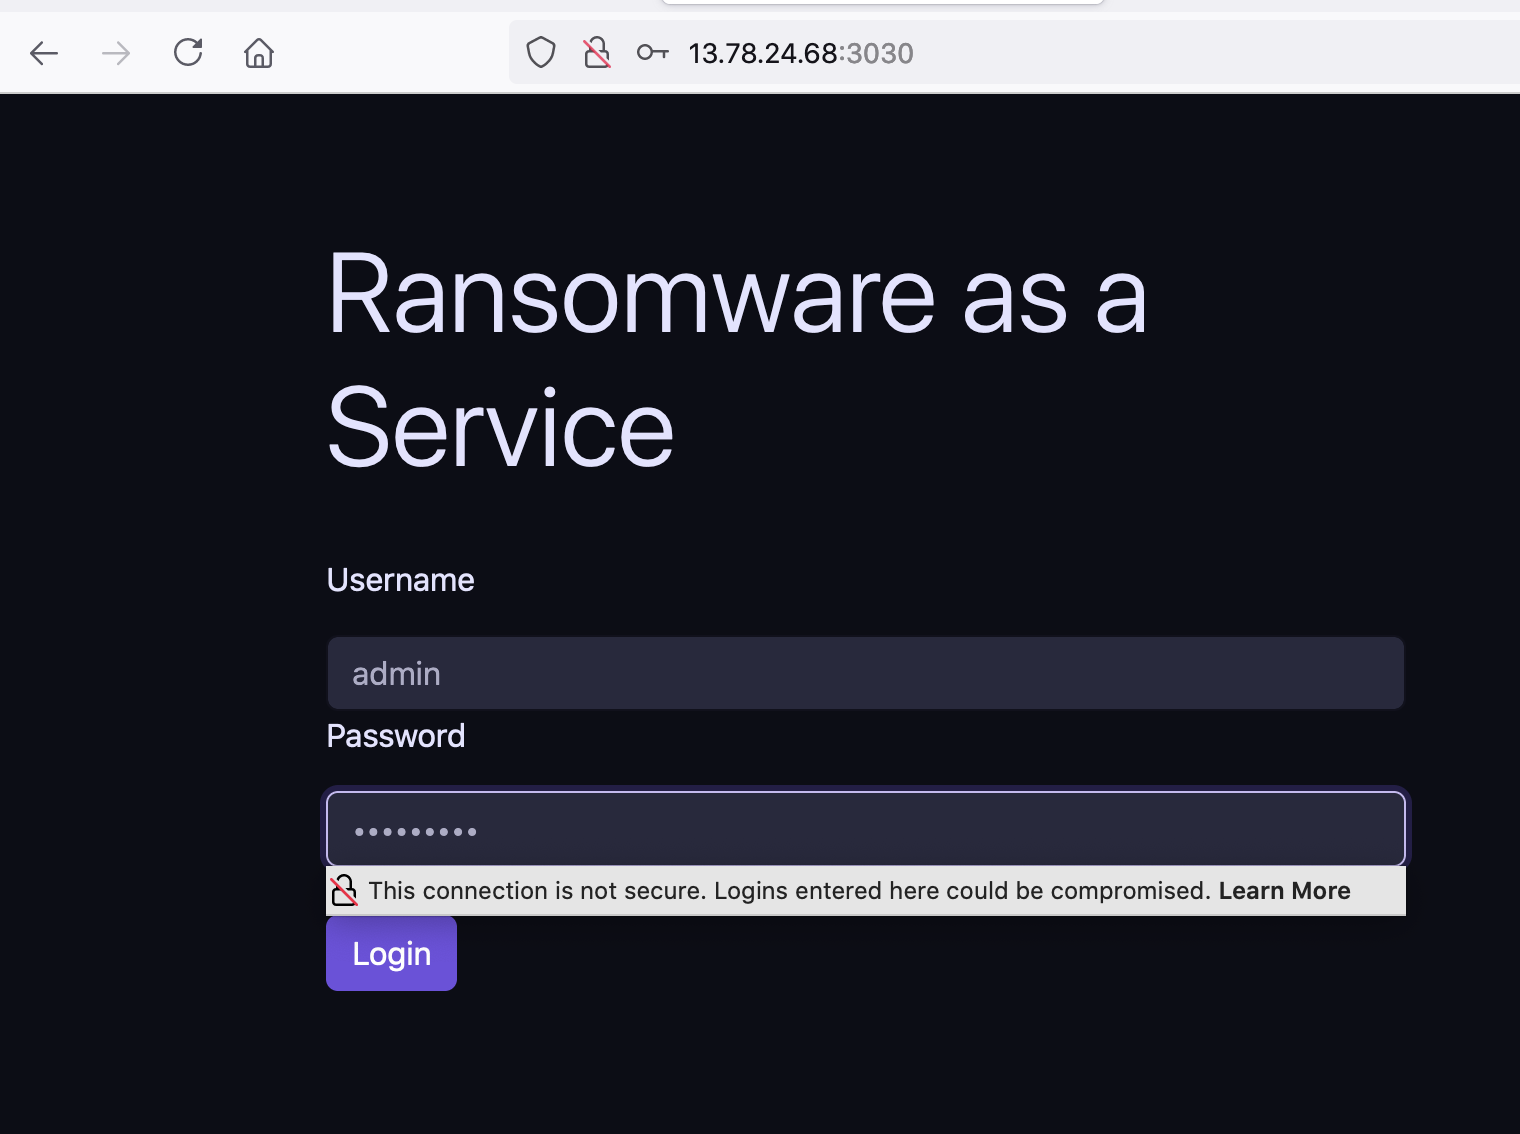 13.78.24.68:3030
Ransomware as a
Service
Username
admin
Password
•••••••••
This connection is not secure. Logins entered here could be compromised. Learn More
Login